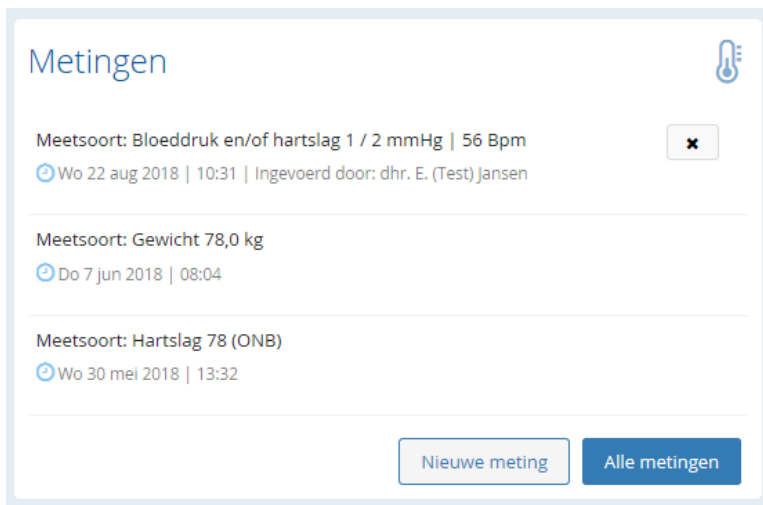 Metingen
Meetsoort: Bloeddruk en/of hartslag 1 / 2 mmHg | 56 Bpm
Wo 22 aug 2018 | 10:31 | Ingevoerd door: dhr. E. (Test) Jansen
Meetsoort: Gewicht 78,0 kg
Do 7 jun 2018 | 08:04
Meetsoort: Hartslag 78 (ONB)
Wo 30 mei 2018 | 13:32
Nieuwe meting
Alle metingen